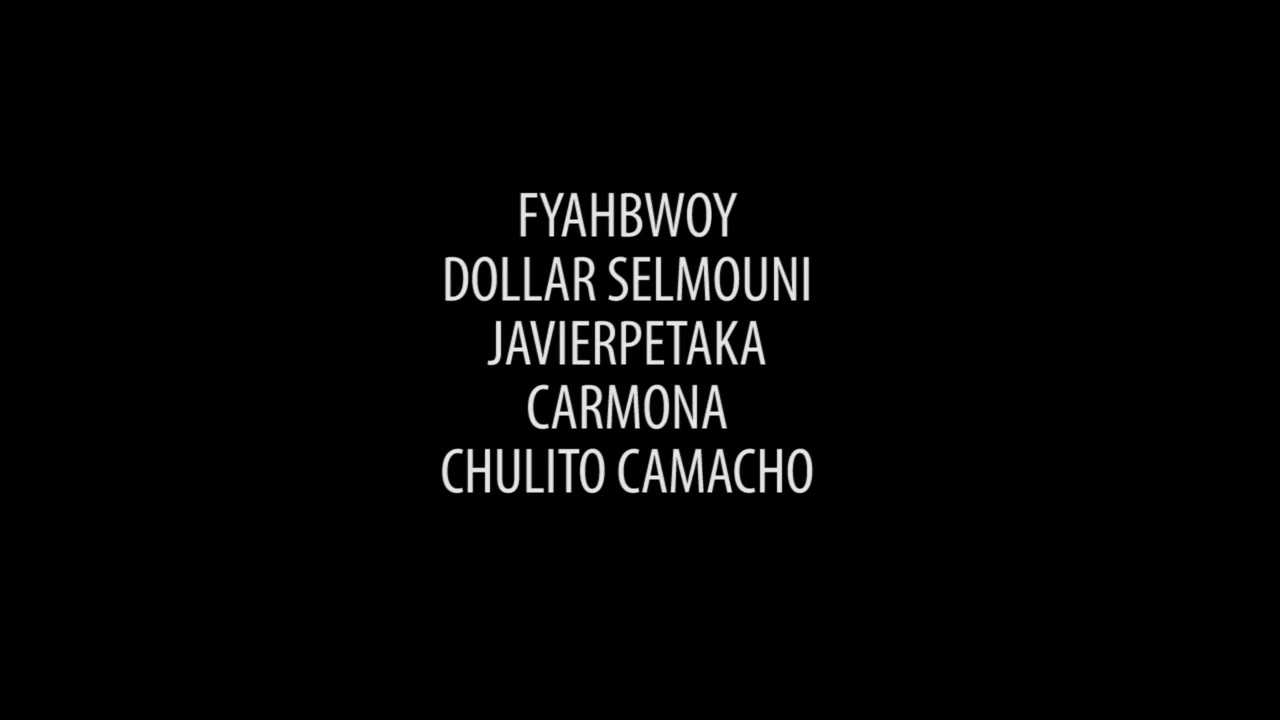 FYAHBWOY
DOLLAR SELMOUNI
JAVIERPETAKA
CARMONA
CHULITO CAMACHO